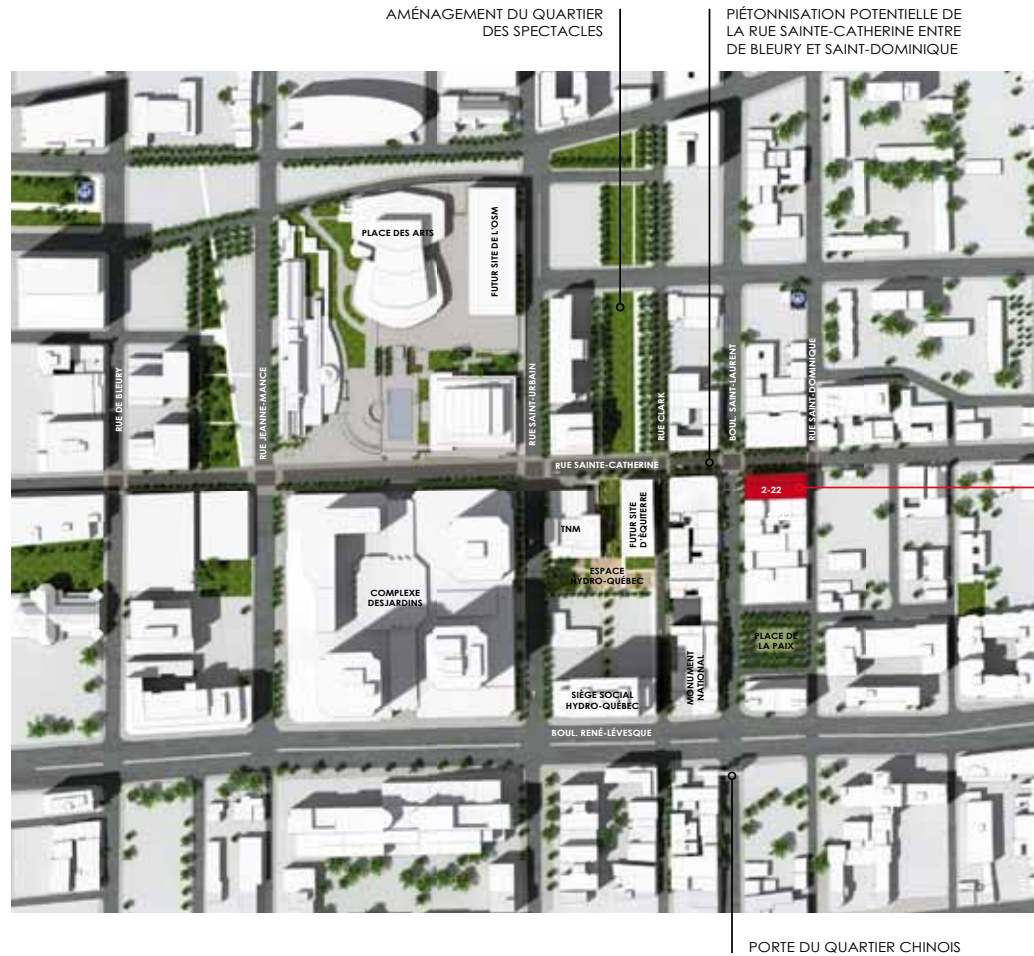 AMÉNAGEMENT DU QUARTIER
DES SPECTACLES
PIÉTONNISATION POTENTIELLE DE
LA RUE SAINTE-CATHERINE ENTRE
DE BLEURY ET SAINT-DOMINIQUE
PLACE DES ARTS
FUTUR SITE DE L'OSM
RUE DE BLEURY
RUE JEANNE-MANCE
RUE SAINT-URBAIN
RUE CLARK
BOUL. SAINT-LAURENT
RUE SAINT-DOMINIQUE
RUE SAINTE-CATHERINE
2-22
TNM
FUTUR SITE
D'ÉQUITERRE
ESPACE
HYDRO-QUÉBEC
COMPLEXE
DESJARDINS
PLACE DE
LA PAIX
MONUMENT
NATIONAL
SIÈGE SOCIAL
HYDRO-QUÉBEC
BOUL. RENÉ-LÉVESQUE
PORTE DU QUARTIER CHINOIS